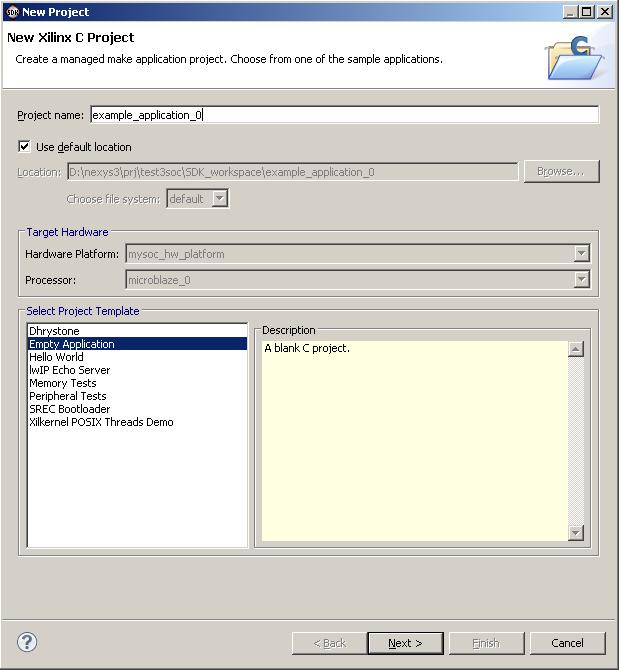 SDK New Project
New Xilinx C Project
Create a managed make application project. Choose from one of the sample applications.
C
Project name: example_application_0
Use default location
Location: D:\nexys3\prj\test3soc\SDK_workspace\example_application_0 Browse...
Choose file system: default
Target Hardware
Hardware Platform: mysoc_hw_platform
Processor: microblaze_0
Select Project Template
Dhrystone
Empty Application
Hello World
lwIP Echo Server
Memory Tests
Peripheral Tests
SREC Bootloader
Xilkernel POSIX Threads Demo
Description
A blank C project.
? < Back Next > Finish Cancel